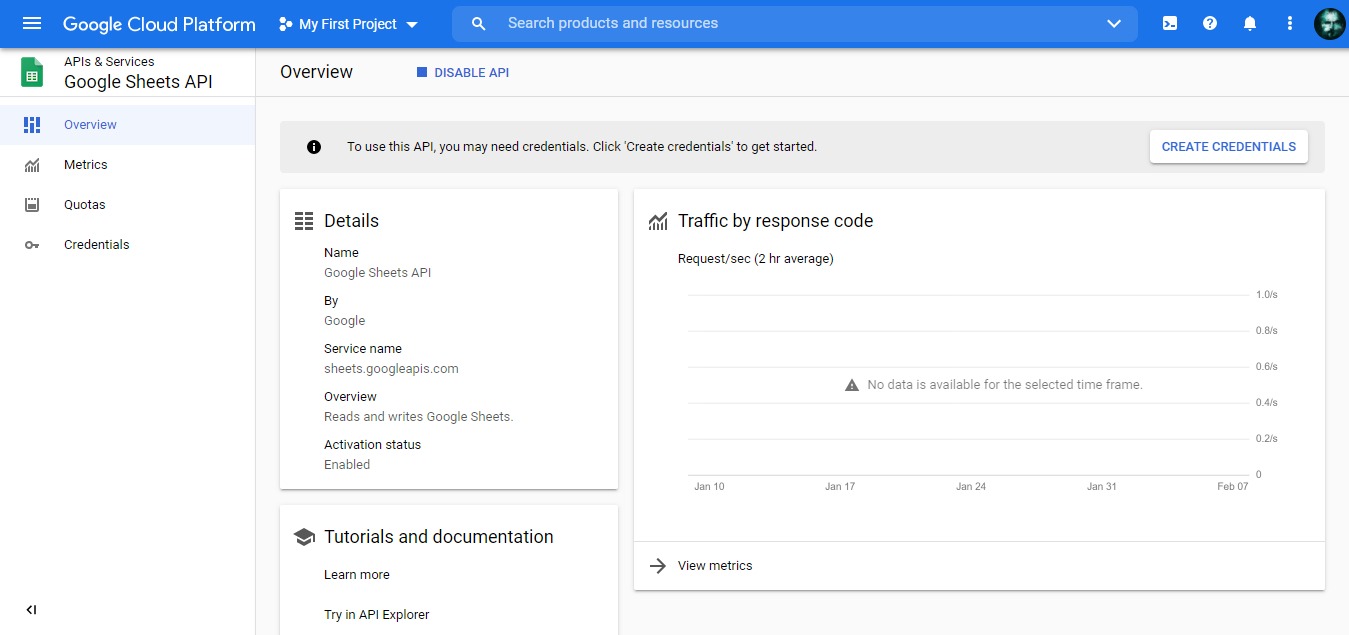 Google Cloud Platform
My First Project
Search products and resources
APIs & Services
Google Sheets API
Overview
Metrics
Quotas
Credentials
Overview
DISABLE API
To use this API, you may need credentials. Click 'Create credentials' to get started.
CREATE CREDENTIALS
Details
Name
Google Sheets API
By
Google
Service name
sheets.googleapis.com
Overview
Reads and writes Google Sheets.
Activation status
Enabled
Tutorials and documentation
Learn more
Try in API Explorer
Traffic by response code
Request/sec (2 hr average)
1.0/s
0.8/s
0.6/s
No data is available for the selected time frame.
0.4/s
0.2/s
0
Jan 10 Jan 17 Jan 24 Jan 31 Feb 07
View metrics